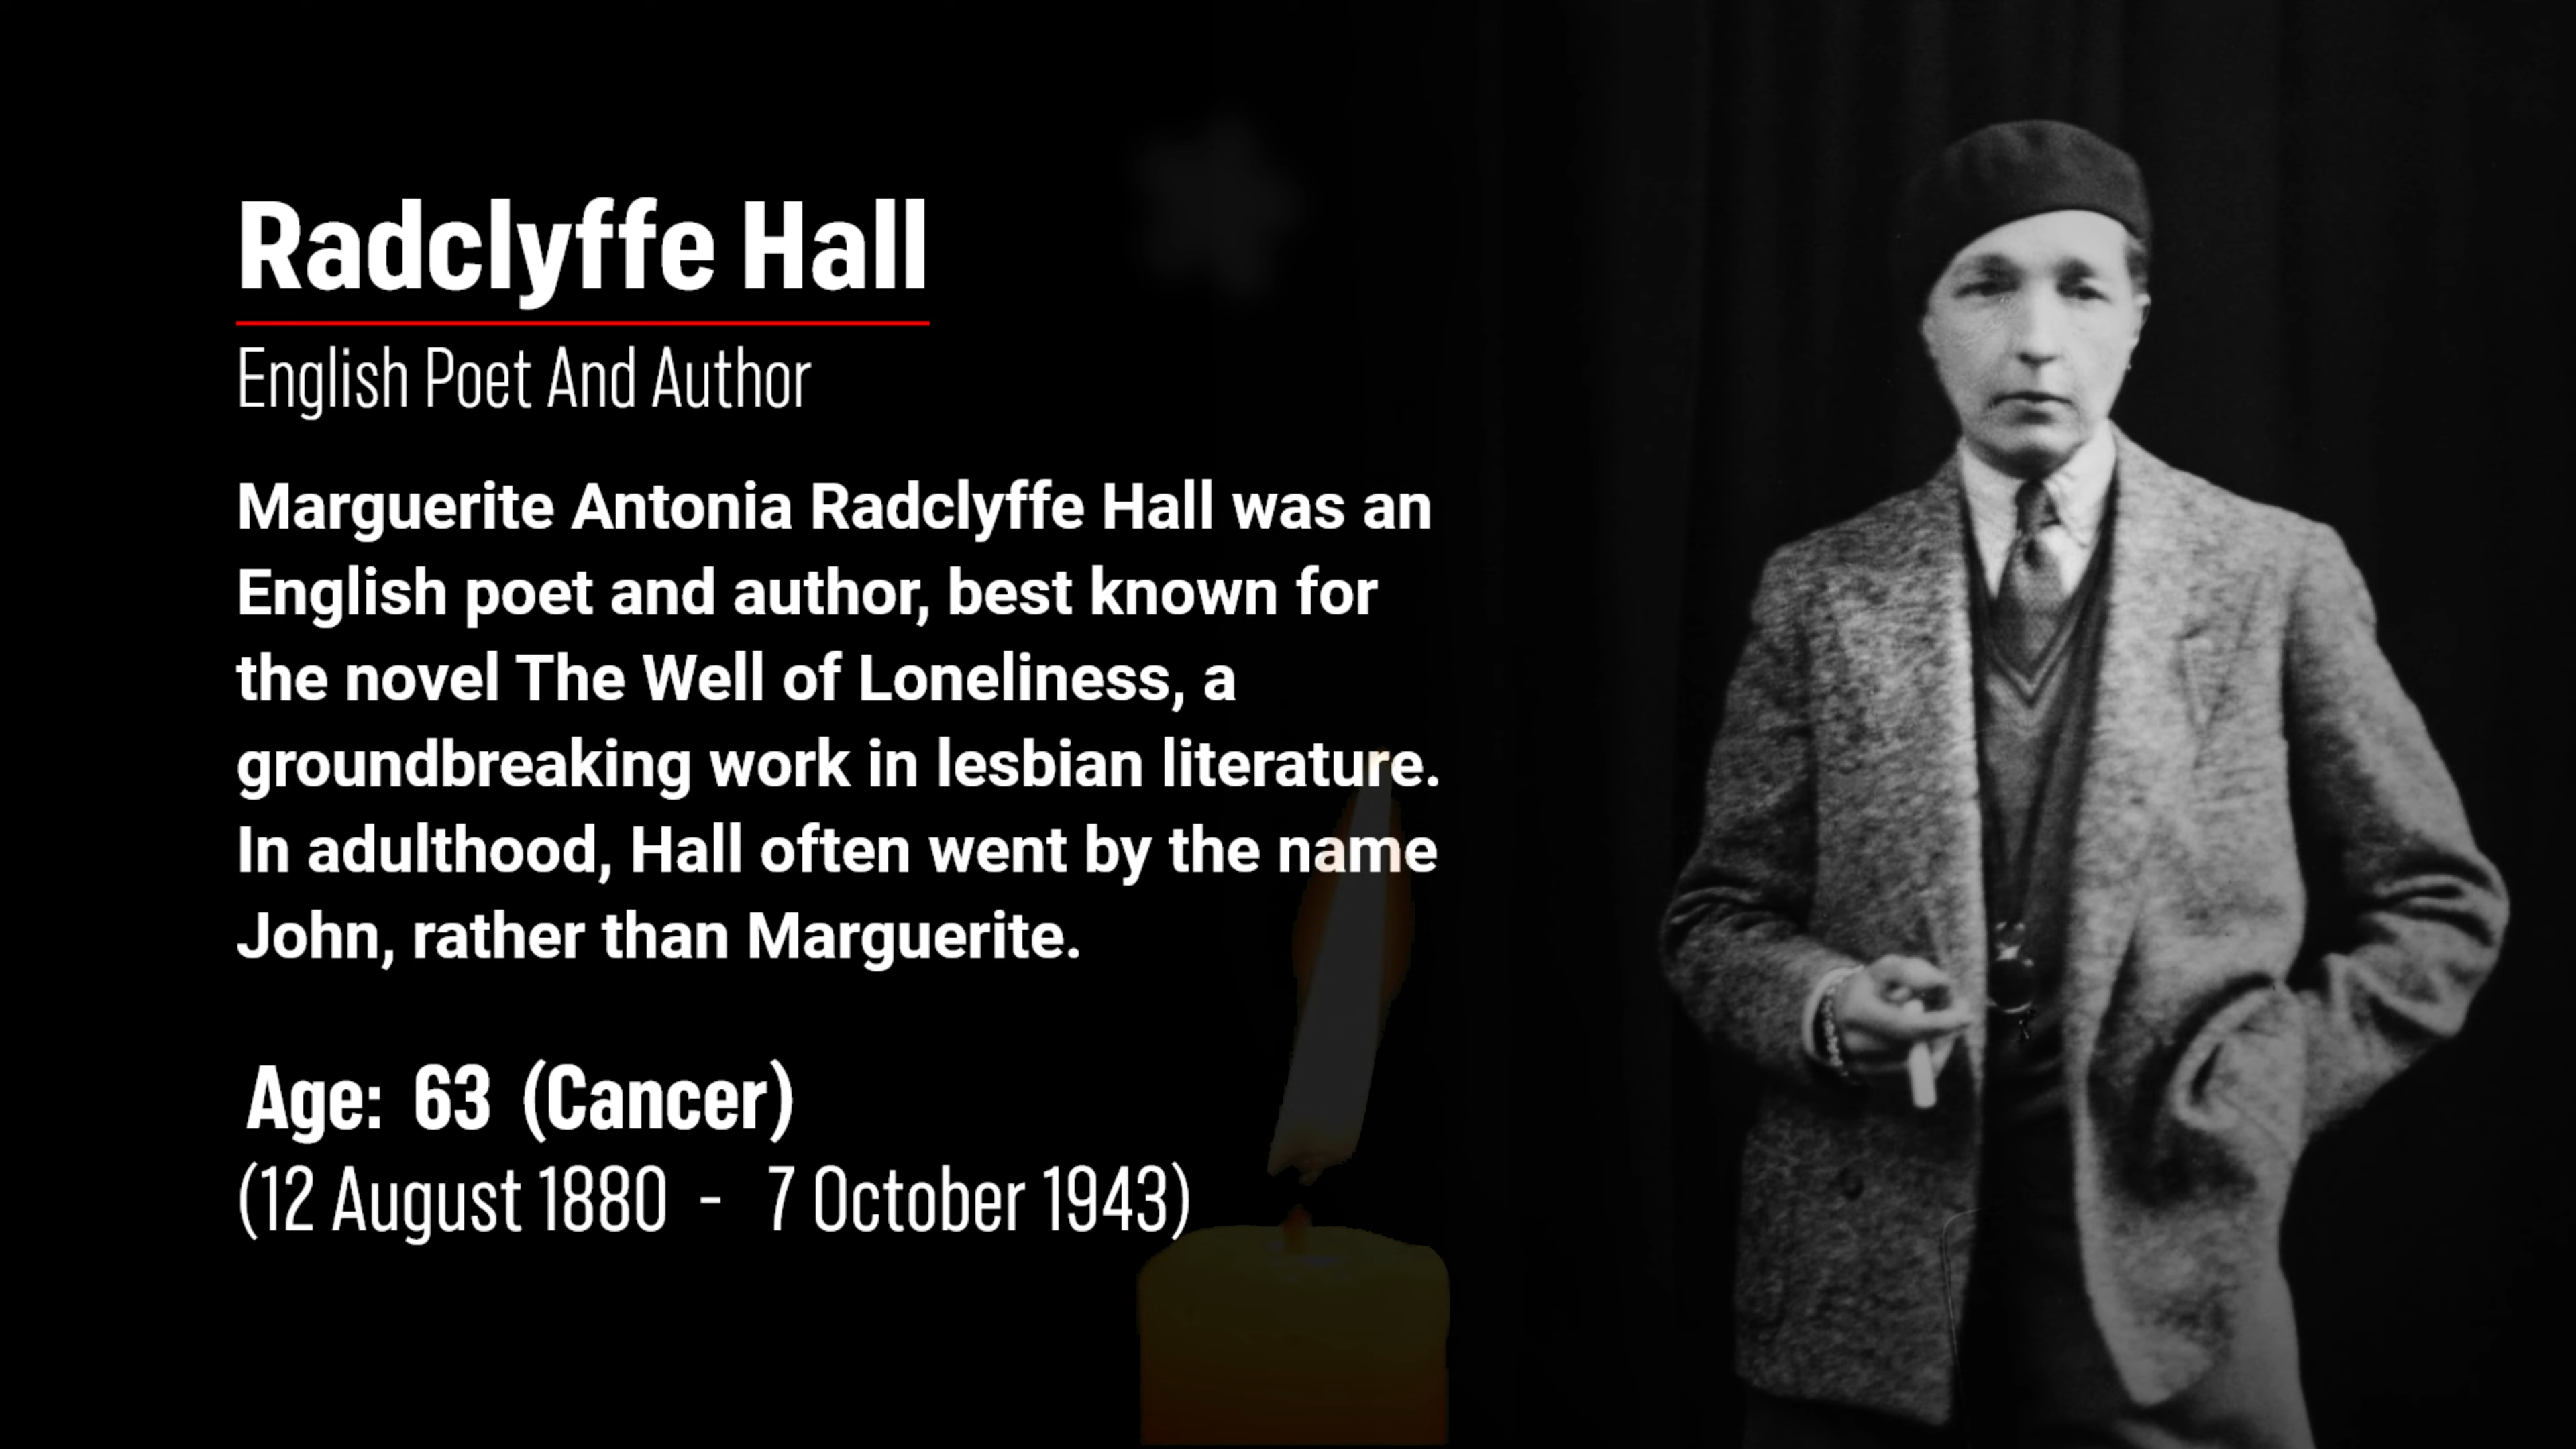 Radclyffe Hall
English Poet And Author
Marguerite Antonia Radclyffe Hall was an
English poet and author, best known for
the novel The Well of Loneliness, a
groundbreaking work in lesbian literature.
In adulthood, Hall often went by the name
John, rather than Marguerite.
Age: 63 (Cancer)
(12 August 1880 - 7 October 1943)